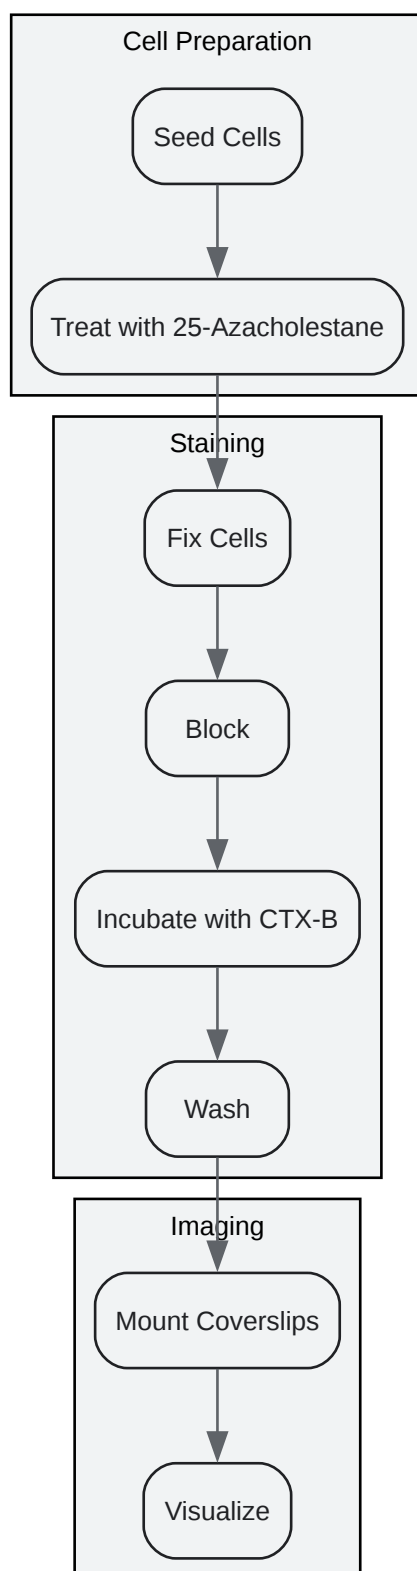 Cell Preparation
Seed Cells
Treat with 25-Azacholestane
Staining
Fix Cells
Block
Incubate with CTX-B
Wash
Imaging
Mount Coverslips
Visualize